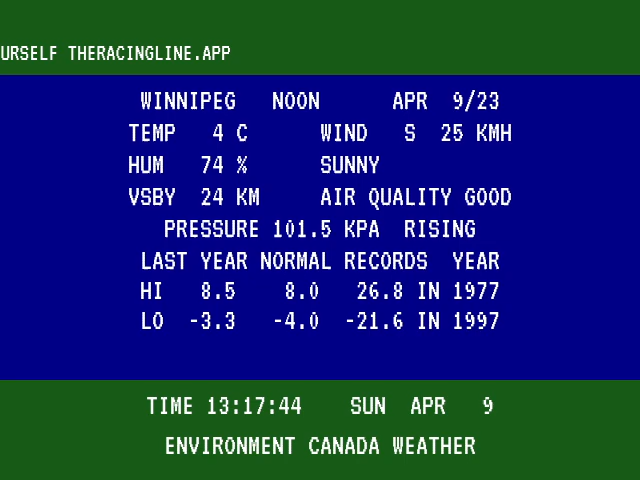 URSELF THERACINGLINE.APP
WINNIPEG NOON APR 9/23
TEMP 4 C WIND S 25 KMH
HUM 74 % SUNNY
VSBY 24 KM AIR QUALITY GOOD
PRESSURE 101.5 KPA RISING
LAST YEAR NORMAL RECORDS YEAR
HI 8.5 8.0 26.8 IN 1977
LO -3.3 -4.0 -21.6 IN 1997
TIME 13:17:44 SUN APR 9
ENVIRONMENT CANADA WEATHER